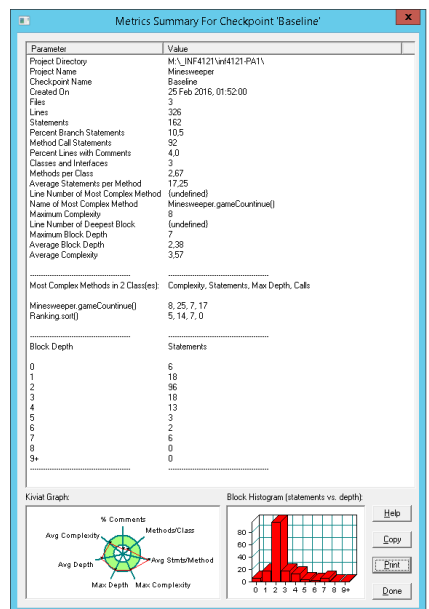 Metrics Summary For Checkpoint 'Baseline'
x
Parameter Value
Project Directory M:\_INF4121\inf4121-PA1\
Project Name Minesweeper
Checkpoint Name Baseline
Created On 25 Feb 2016, 01:52:00
Files 3
Lines 326
Statements 162
Percent Branch Statements 10,5
Method Call Statements 92
Percent Lines with Comments 4,0
Classes and Interfaces 3
Methods per Class 2,67
Average Statements per Method 17,25
Line Number of Most Complex Method {undefined}
Name of Most Complex Method Minesweeper.gameCountinue()
Maximum Complexity 8
Line Number of Deepest Block {undefined}
Maximum Block Depth 7
Average Block Depth 2,38
Average Complexity 3,57
Most Complex Methods in 2 Class(es): Complexity, Statements, Max Depth, Calls
Minesweeper.gameCountinue() 8, 25, 7, 17
Ranking.sort() 5, 14, 7, 0
Block Depth Statements
0 6
1 18
2 96
3 18
4 13
5 3
6 2
7 6
8 0
9+ 0
Kiviat Graph: Block Histogram (statements vs. depth):
% Comments
Methods/Class
Avg Complexity
Avg Stmts/Method
Avg Depth
Max Depth Max Complexity
80
60
40
20
0
0 1 2 3 4 5 6 7 8 9+
Help
Copy
Print
Done